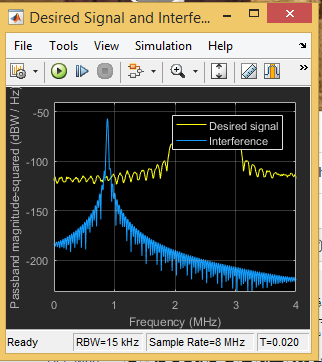 Desired Signal and Interfe...
File Tools View Simulation Help
Passband magnitude-squared (dBW / Hz)
-50
-100
-150
-200
Desired signal
Interference
0 1 2 3 4
Frequency (MHz)
Ready RBW=15 kHz Sample Rate=8 MHz T=0.020